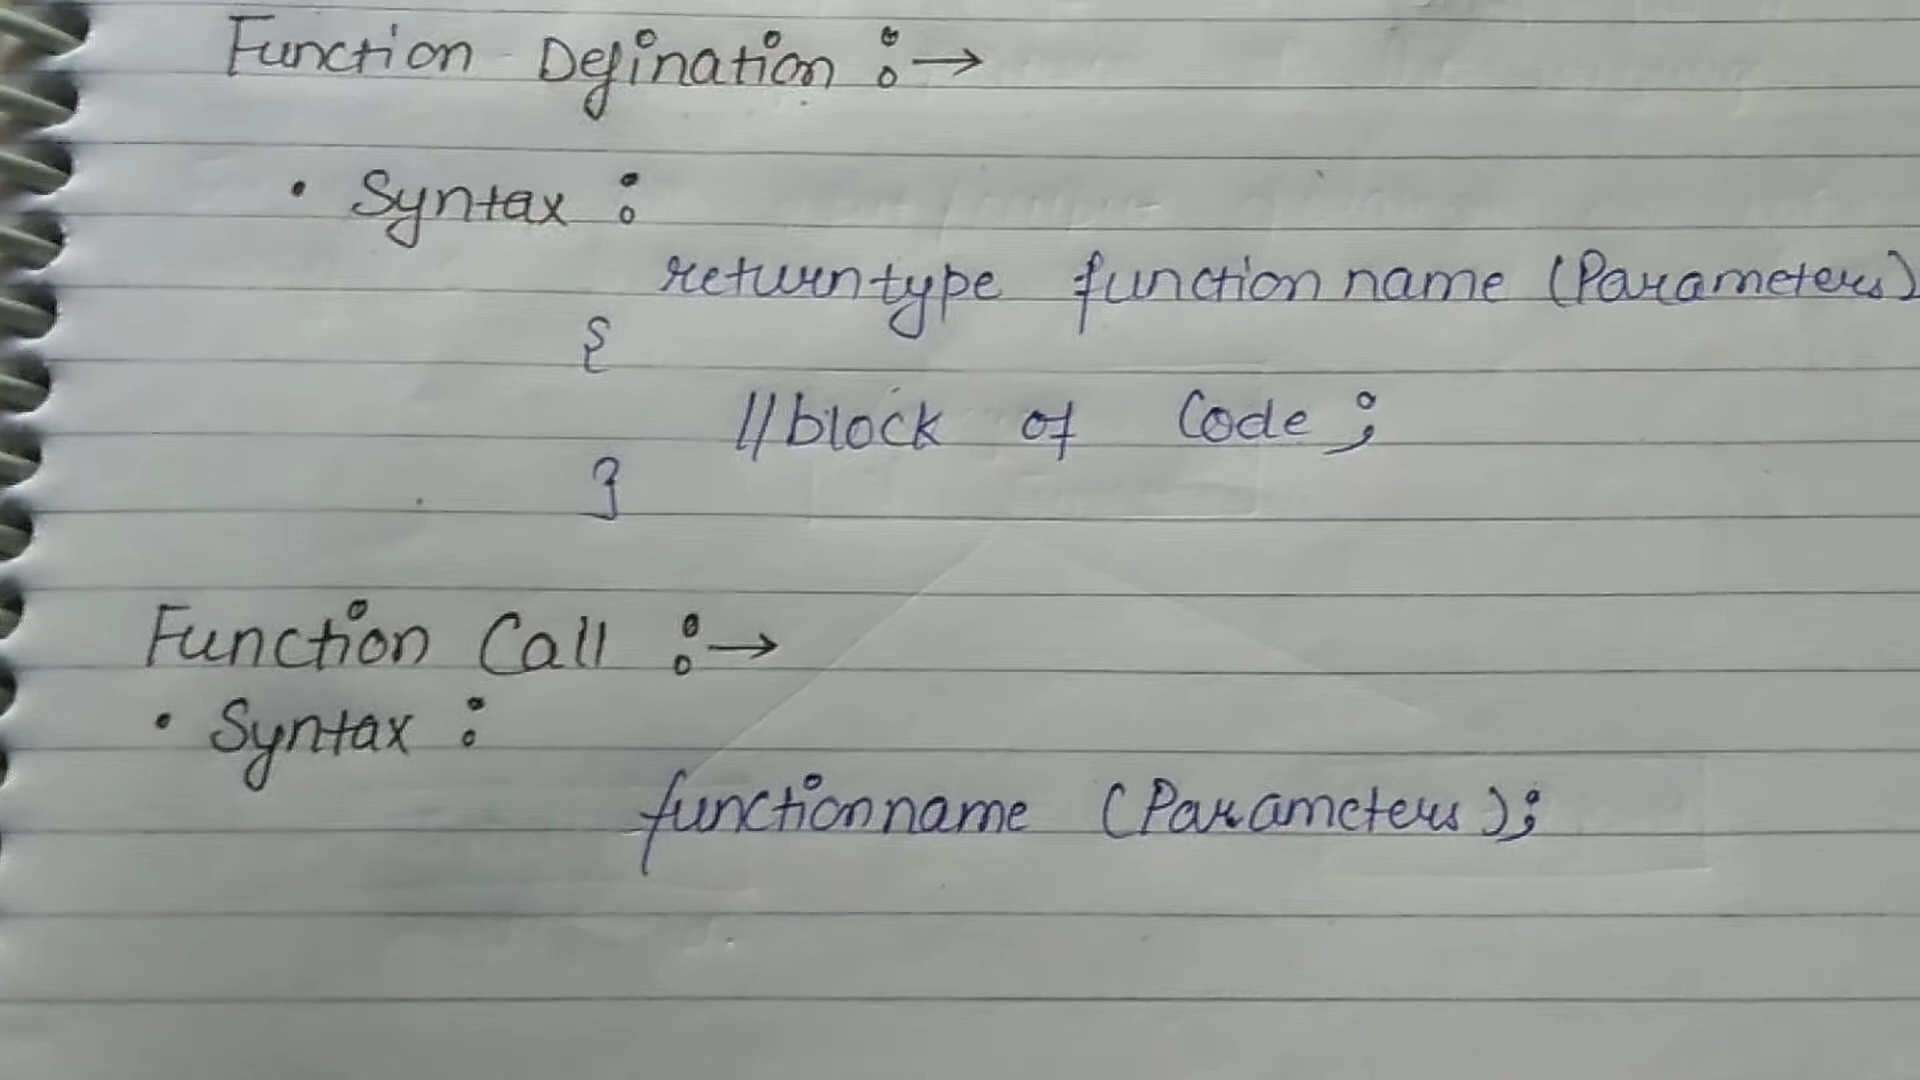 Function Defination :→
• Syntax :
returntype functionname (Parameters)
{
//block of Code ;
}
Function Call :→
• Syntax :
functionname (Parameters);